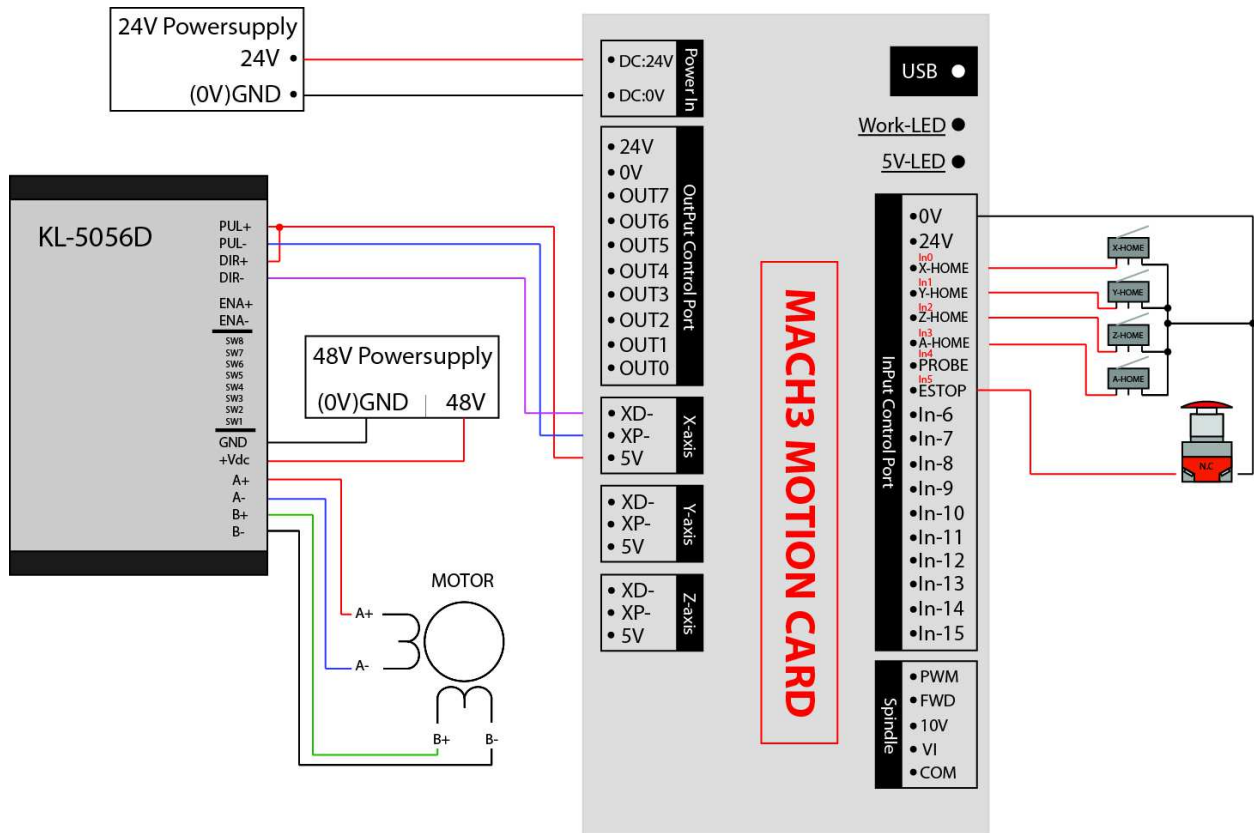 24V Powersupply
24V
(0V)GND
KL-5056D
PUL+
PUL-
DIR+
DIR-
ENA+
ENA-
SW8
SW7
SW6
SW5
SW4
SW3
SW2
SW1
GND
+Vdc
A+
A-
B+
B-
48V Powersupply
(0V)GND
48V
MOTOR
A+
A-
B+
B-
DC:24V
DC:0V
Power In
24V
0V
OUT7
OUT6
OUT5
OUT4
OUT3
OUT2
OUT1
OUT0
OutPut Control Port
XD-
XP-
5V
X-axis
XD-
XP-
5V
Y-axis
XD-
XP-
5V
Z-axis
MACH3 MOTION CARD
USB
Work-LED
5V-LED
InPut Control Port
0V
24V
In0
X-HOME
In1
Y-HOME
In2
Z-HOME
In3
A-HOME
In4
PROBE
In5
ESTOP
In-6
In-7
In-8
In-9
In-10
In-11
In-12
In-13
In-14
In-15
Spindle
PWM
FWD
10V
VI
COM
X-HOME
Y-HOME
Z-HOME
A-HOME
N.C